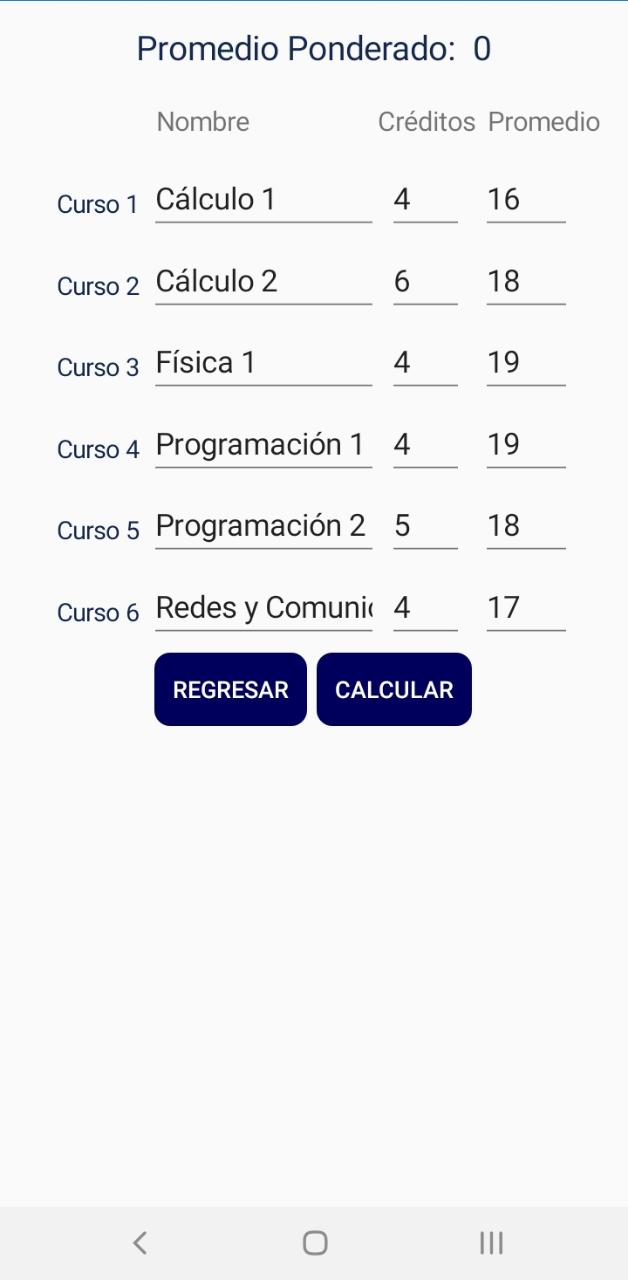 Promedio Ponderado: 0
Nombre Créditos Promedio
Curso 1 Cálculo 1 4 16
Curso 2 Cálculo 2 6 18
Curso 3 Física 1 4 19
Curso 4 Programación 1 4 19
Curso 5 Programación 2 5 18
Curso 6 Redes y Comunic 4 17
REGRESAR CALCULAR